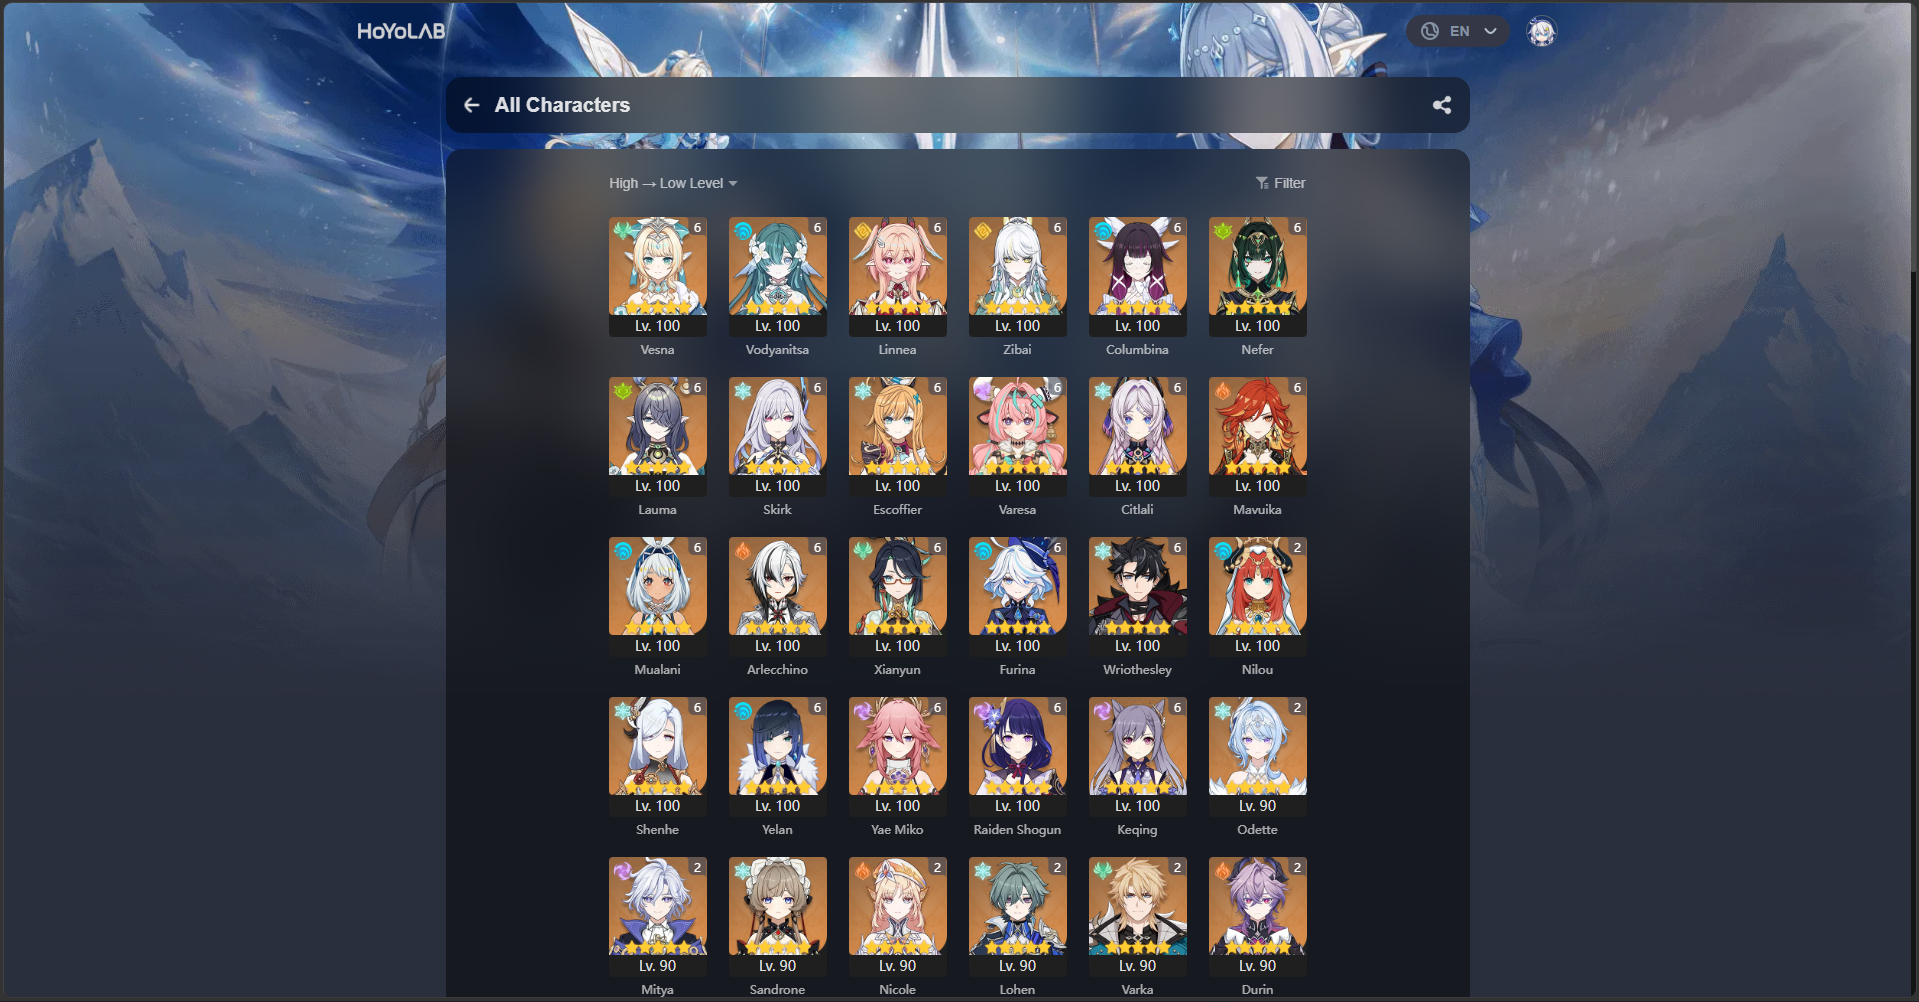 HoYoLAB
EN
All Characters
High → Low Level
Filter
6 6 6 6 6 6
Lv. 100 Lv. 100 Lv. 100 Lv. 100 Lv. 100 Lv. 100
Vesna Vodyanitsa Linnea Zibai Columbina Nefer
6 6 6 6 6 6
Lv. 100 Lv. 100 Lv. 100 Lv. 100 Lv. 100 Lv. 100
Lauma Skirk Escoffier Varesa Citlali Mavuika
6 6 6 6 6 2
Lv. 100 Lv. 100 Lv. 100 Lv. 100 Lv. 100 Lv. 100
Mualani Arlecchino Xianyun Furina Wriothesley Nilou
6 6 6 6 6 2
Lv. 100 Lv. 100 Lv. 100 Lv. 100 Lv. 100 Lv. 90
Shenhe Yelan Yae Miko Raiden Shogun Keqing Odette
2 2 2 2 2 2
Lv. 90 Lv. 90 Lv. 90 Lv. 90 Lv. 90 Lv. 90
Mitya Sandrone Nicole Lohen Varka Durin